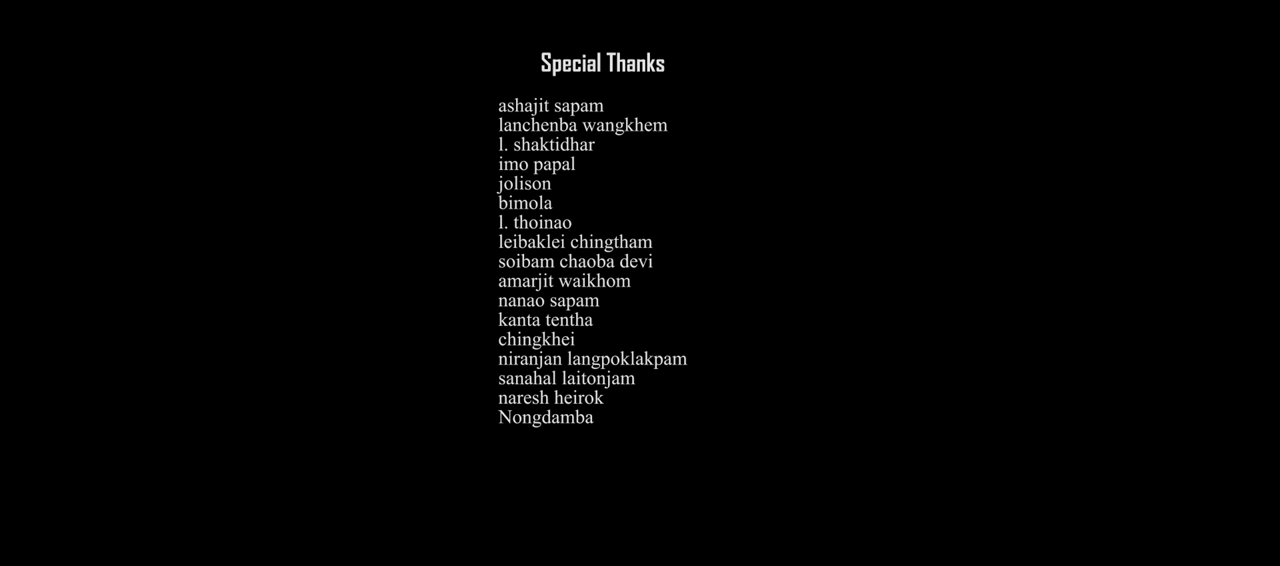 Special Thanks
ashajit sapam
lanchenba wangkhem
l. shaktidhar
imo papal
jolison
bimola
l. thoinao
leibaklei chingtham
soibam chaoba devi
amarjit waikhom
nanao sapam
kanta tentha
chingkhei
niranjan langpoklakpam
sanahal laitonjam
naresh heirok
Nongdamba